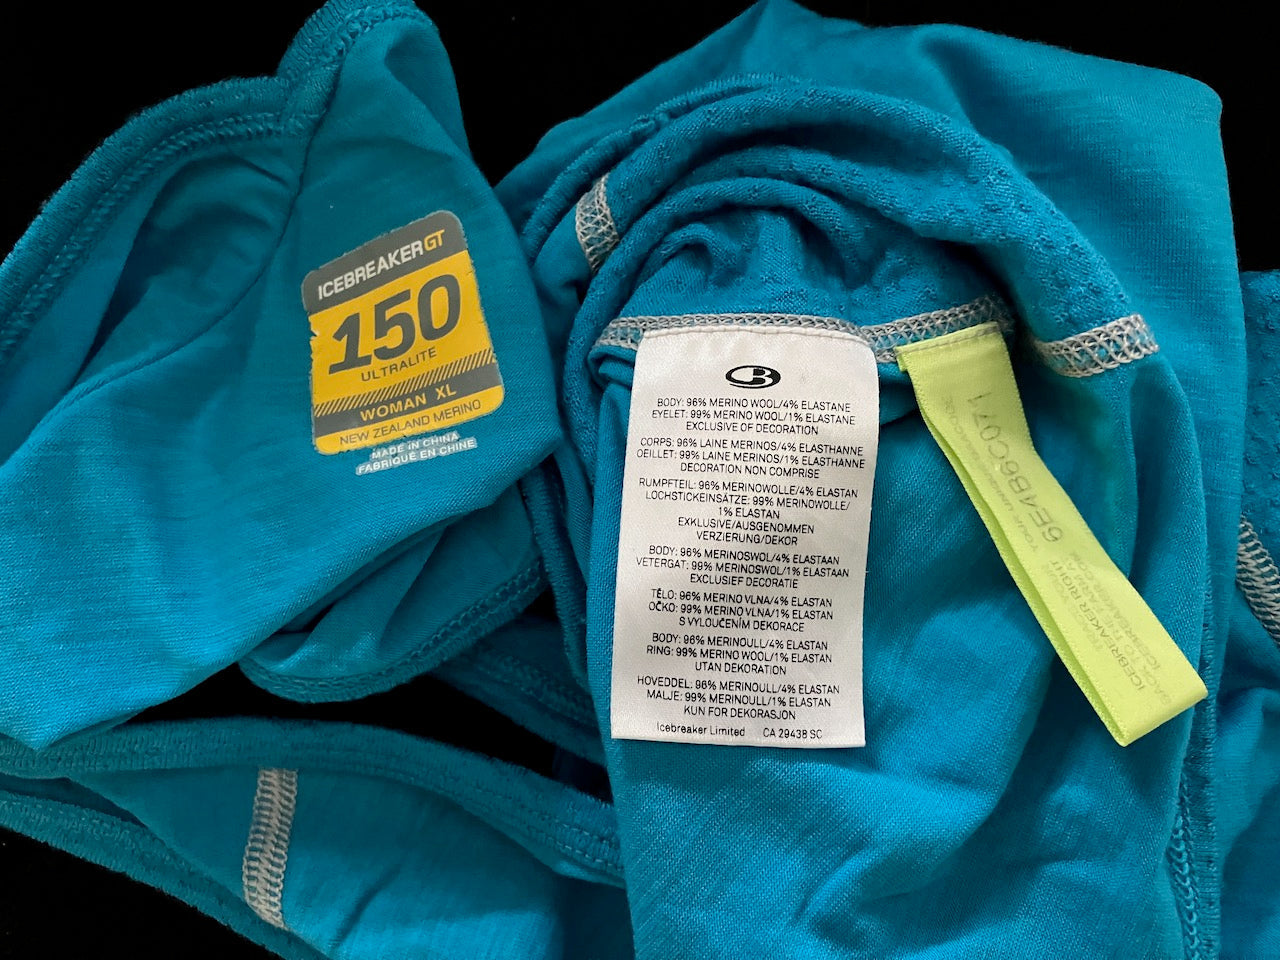 ICEBREAKER GT
150
ULTRALITE
WOMAN XL
NEW ZEALAND MERINO
MADE IN CHINA
FABRIQUÉ EN CHINE
BODY: 96% MERINO WOOL/4% ELASTANE
EYELET: 99% MERINO WOOL/1% ELASTANE
EXCLUSIVE OF DECORATION
CORPS: 96% LAINE MERINOS/4% ELASTHANNE
OEILLET: 99% LAINE MERINOS/1% ELASTHANNE
DECORATION NON COMPRISE
RUMPFTEIL: 96% MERINOWOLLE/4% ELASTAN
LOCHSTICKEINSÄTZE: 99% MERINOWOLLE/
1% ELASTAN
EXKLUSIVE/AUSGENOMMEN
VERZIERUNG/DEKOR
BODY: 96% MERINOSWOL/4% ELASTAAN
VETERGAT: 99% MERINOSWOL/1% ELASTAAN
EXCLUSIEF DECORATIE
TĚLO: 96% MERINO VLNA/4% ELASTAN
OČKO: 99% MERINO VLNA/1% ELASTAN
S VYLOUČENÍM DEKORACE
BODY: 96% MERINOULL/4% ELASTAN
RING: 99% MERINO WOOL/1% ELASTAN
UTAN DEKORATION
HOVEDDEL: 96% MERINOULL/4% ELASTAN
MALJE: 99% MERINOULL/1% ELASTAN
KUN FOR DEKORASJON
Icebreaker Limited CA 29438 SC
6E4B6C071
ICEBREAKER RIGHT